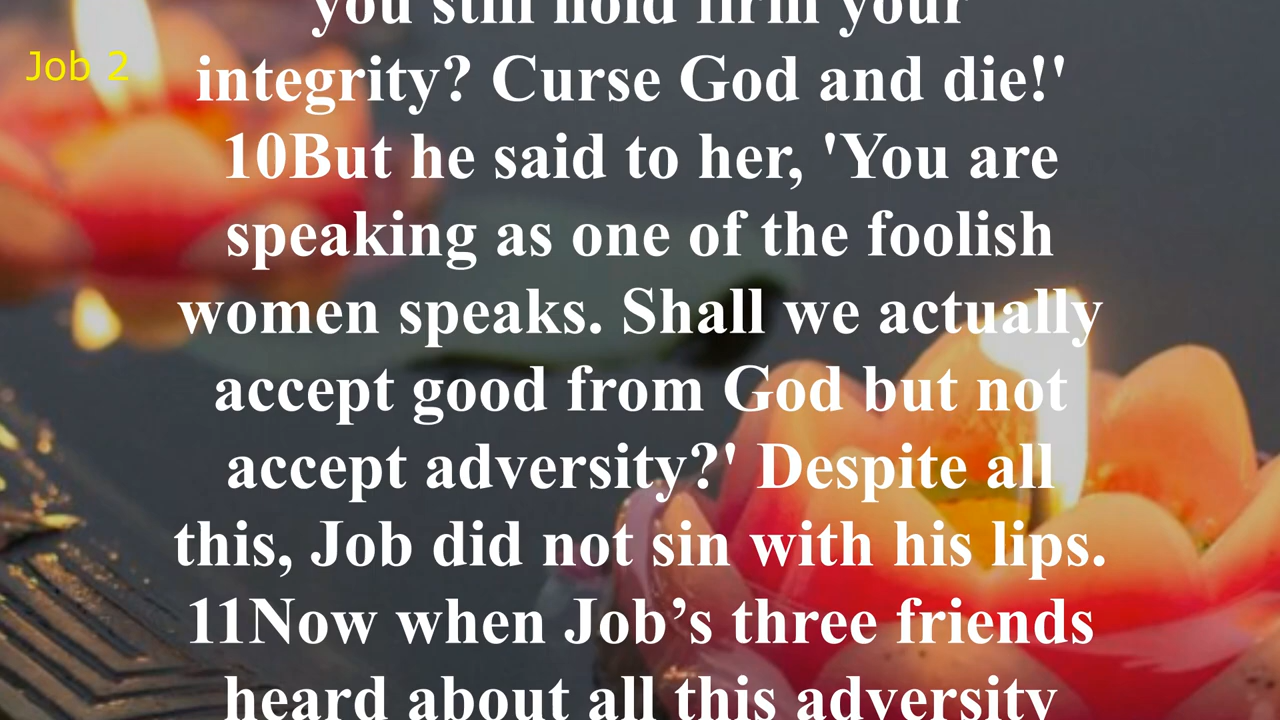 Job 2
you still hold firm your
integrity? Curse God and die!'
10But he said to her, 'You are
speaking as one of the foolish
women speaks. Shall we actually
accept good from God but not
accept adversity?' Despite all
this, Job did not sin with his lips.
11Now when Job’s three friends
heard about all this adversity